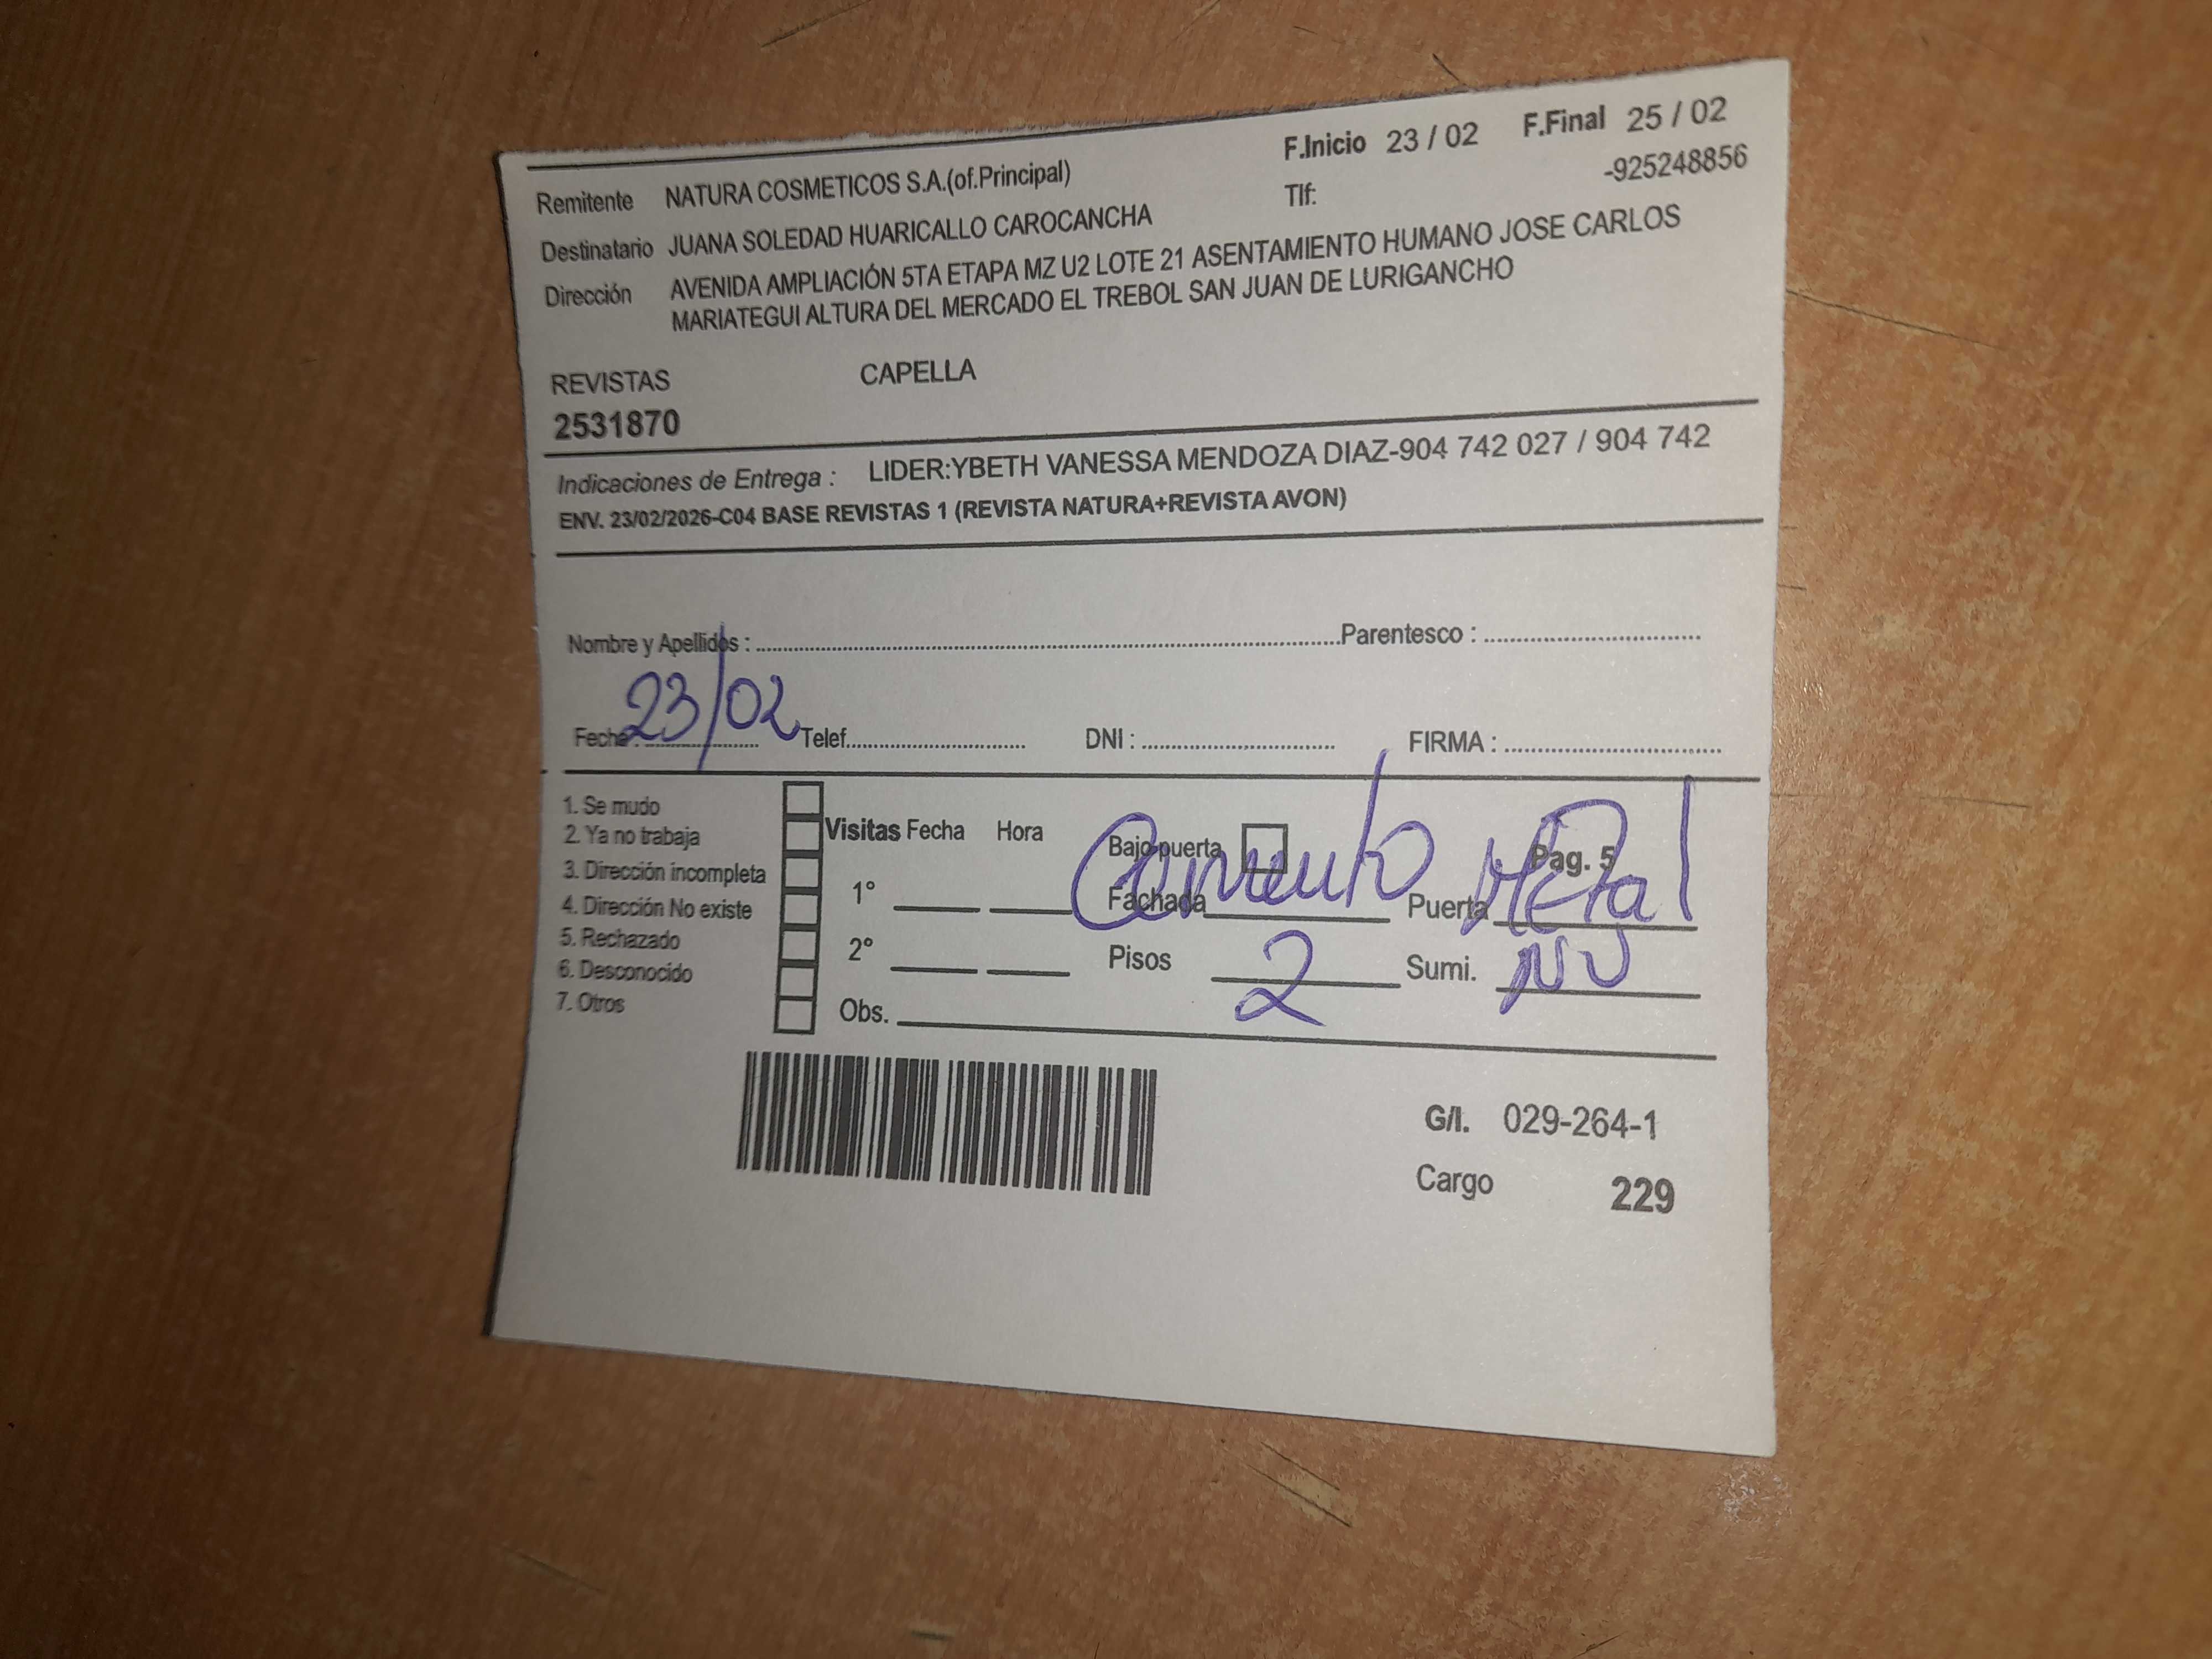 F.Inicio 23 / 02 F.Final 25 / 02
Remitente NATURA COSMETICOS S.A.(of.Principal) Tlf: -925248856
Destinatario JUANA SOLEDAD HUARICALLO CAROCANCHA
Dirección AVENIDA AMPLIACIÓN 5TA ETAPA MZ U2 LOTE 21 ASENTAMIENTO HUMANO JOSE CARLOS
MARIATEGUI ALTURA DEL MERCADO EL TREBOL SAN JUAN DE LURIGANCHO
REVISTAS CAPELLA
2531870
Indicaciones de Entrega : LIDER:YBETH VANESSA MENDOZA DIAZ-904 742 027 / 904 742
ENV. 23/02/2026-C04 BASE REVISTAS 1 (REVISTA NATURA+REVISTA AVON)
Nombre y Apellidos : Parentesco :
Fecha : 23/02 Telef. DNI : FIRMA :
1. Se mudo
2. Ya no trabaja
3. Dirección incompleta
4. Dirección No existe
5. Rechazado
6. Desconocido
7. Otros
Visitas Fecha Hora
1°
2°
Obs.
Bajo puerta Pag. 5
Fachada Cemento Puerta Metal
Pisos 2 Sumi.
G/I. 029-264-1
Cargo 229